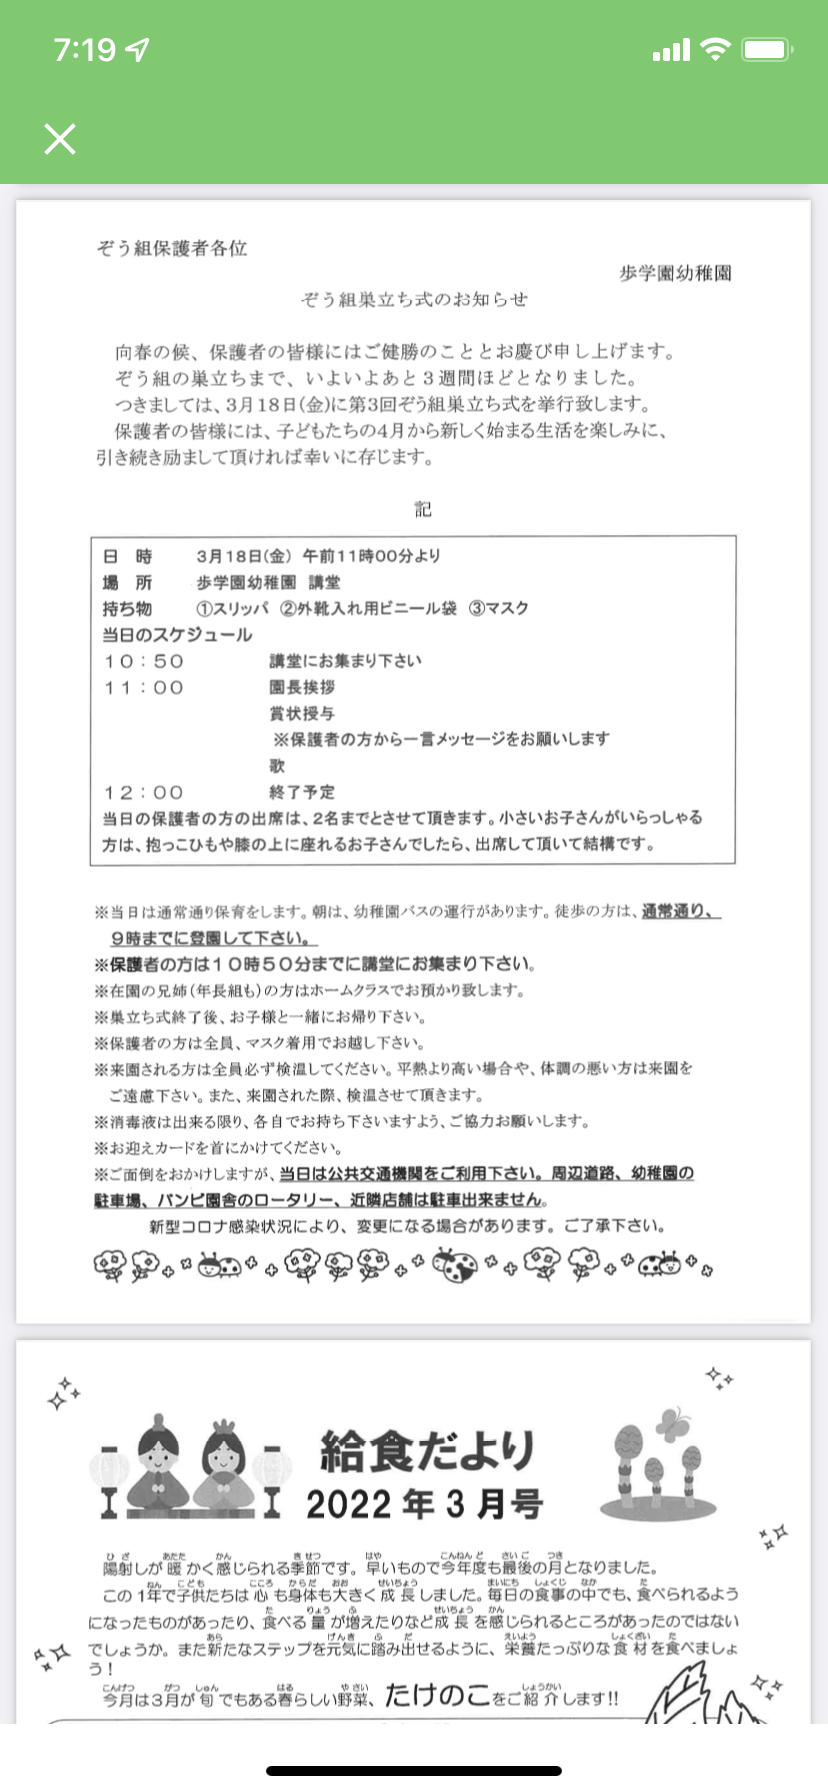 7:19
ぞう組保護者各位
歩学園幼稚園
ぞう組巣立ち式のお知らせ
向春の候、保護者の皆様にはご健勝のこととお慶び申し上げます。
ぞう組の巣立ちまで、いよいよあと３週間ほどとなりました。
つきましては、3月18日(金)に第3回ぞう組巣立ち式を挙行致します。
保護者の皆様には、子どもたちの4月から新しく始まる生活を楽しみに、
引き続き励まして頂ければ幸いに存じます。
記
日　時　3月18日(金)　午前11時00分より
場　所　歩学園幼稚園　講堂
持ち物　①スリッパ　②外靴入れ用ビニール袋　③マスク
当日のスケジュール
１０：５０　講堂にお集まり下さい
１１：００　園長挨拶
賞状授与
※保護者の方から一言メッセージをお願いします
歌
１２：００　終了予定
当日の保護者の方の出席は、2名までとさせて頂きます。小さいお子さんがいらっしゃる
方は、抱っこひもや膝の上に座れるお子さんでしたら、出席して頂いて結構です。
※当日は通常通り保育をします。朝は、幼稚園バスの運行があります。徒歩の方は、通常通り、
９時までに登園して下さい。
※保護者の方は１０時５０分までに講堂にお集まり下さい。
※在園の兄姉（年長組も）の方はホームクラスでお預かり致します。
※巣立ち式終了後、お子様と一緒にお帰り下さい。
※保護者の方は全員、マスク着用でお越し下さい。
※来園される方は全員必ず検温してください。平熱より高い場合や、体調の悪い方は来園を
ご遠慮下さい。また、来園された際、検温させて頂きます。
※消毒液は出来る限り、各自でお持ち下さいますよう、ご協力お願いします。
※お迎えカードを首にかけてください。
※ご面倒をおかけしますが、当日は公共交通機関をご利用下さい。周辺道路、幼稚園の
駐車場、バンビ園舎のロータリー、近隣店舗は駐車出来ません。
新型コロナ感染状況により、変更になる場合があります。ご了承下さい。
給食だより
2022年3月号
陽射しが暖かく感じられる季節です。早いもので今年度も最後の月となりました。
この1年で子供たちは心も身体も大きく成長しました。毎日の食事の中でも、食べられるよう
になったものがあったり、食べる量が増えたりなど成長を感じられるところがあったのではない
でしょうか。また新たなステップを元気に踏み出せるように、栄養たっぷりな食材を食べましょ
う！
今月は3月が旬でもある春らしい野菜、たけのこをご紹介します!!